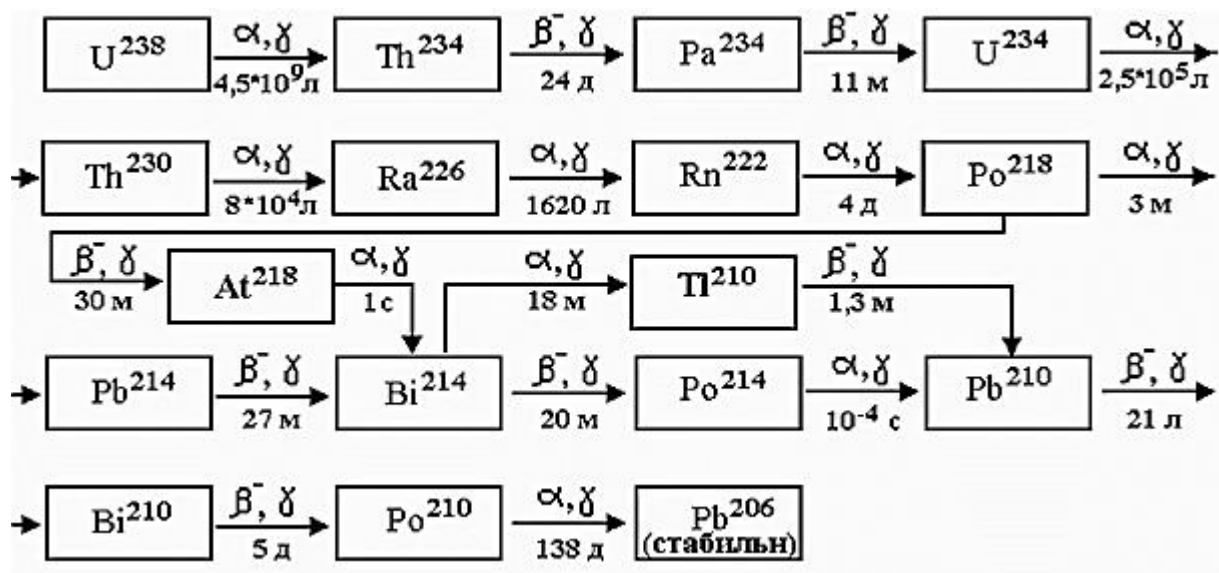 U²³⁸ α,γ 4,5*10⁹л Th²³⁴ β⁻, γ 24 д Pa²³⁴ β⁻, γ 11 м U²³⁴ α,γ 2,5*10⁵л
Th²³⁰ α,γ 8*10⁴л Ra²²⁶ α,γ 1620 л Rn²²² α,γ 4 д Po²¹⁸ α,γ 3 м
β⁻, γ 30 м At²¹⁸ α,γ 1 с α,γ 18 м Tl²¹⁰ β⁻, γ 1,3 м
Pb²¹⁴ β⁻, γ 27 м Bi²¹⁴ β⁻, γ 20 м Po²¹⁴ α,γ 10⁻⁴ с Pb²¹⁰ β⁻, γ 21 л
Bi²¹⁰ β⁻, γ 5 д Po²¹⁰ α,γ 138 д Pb²⁰⁶
(стабильн)